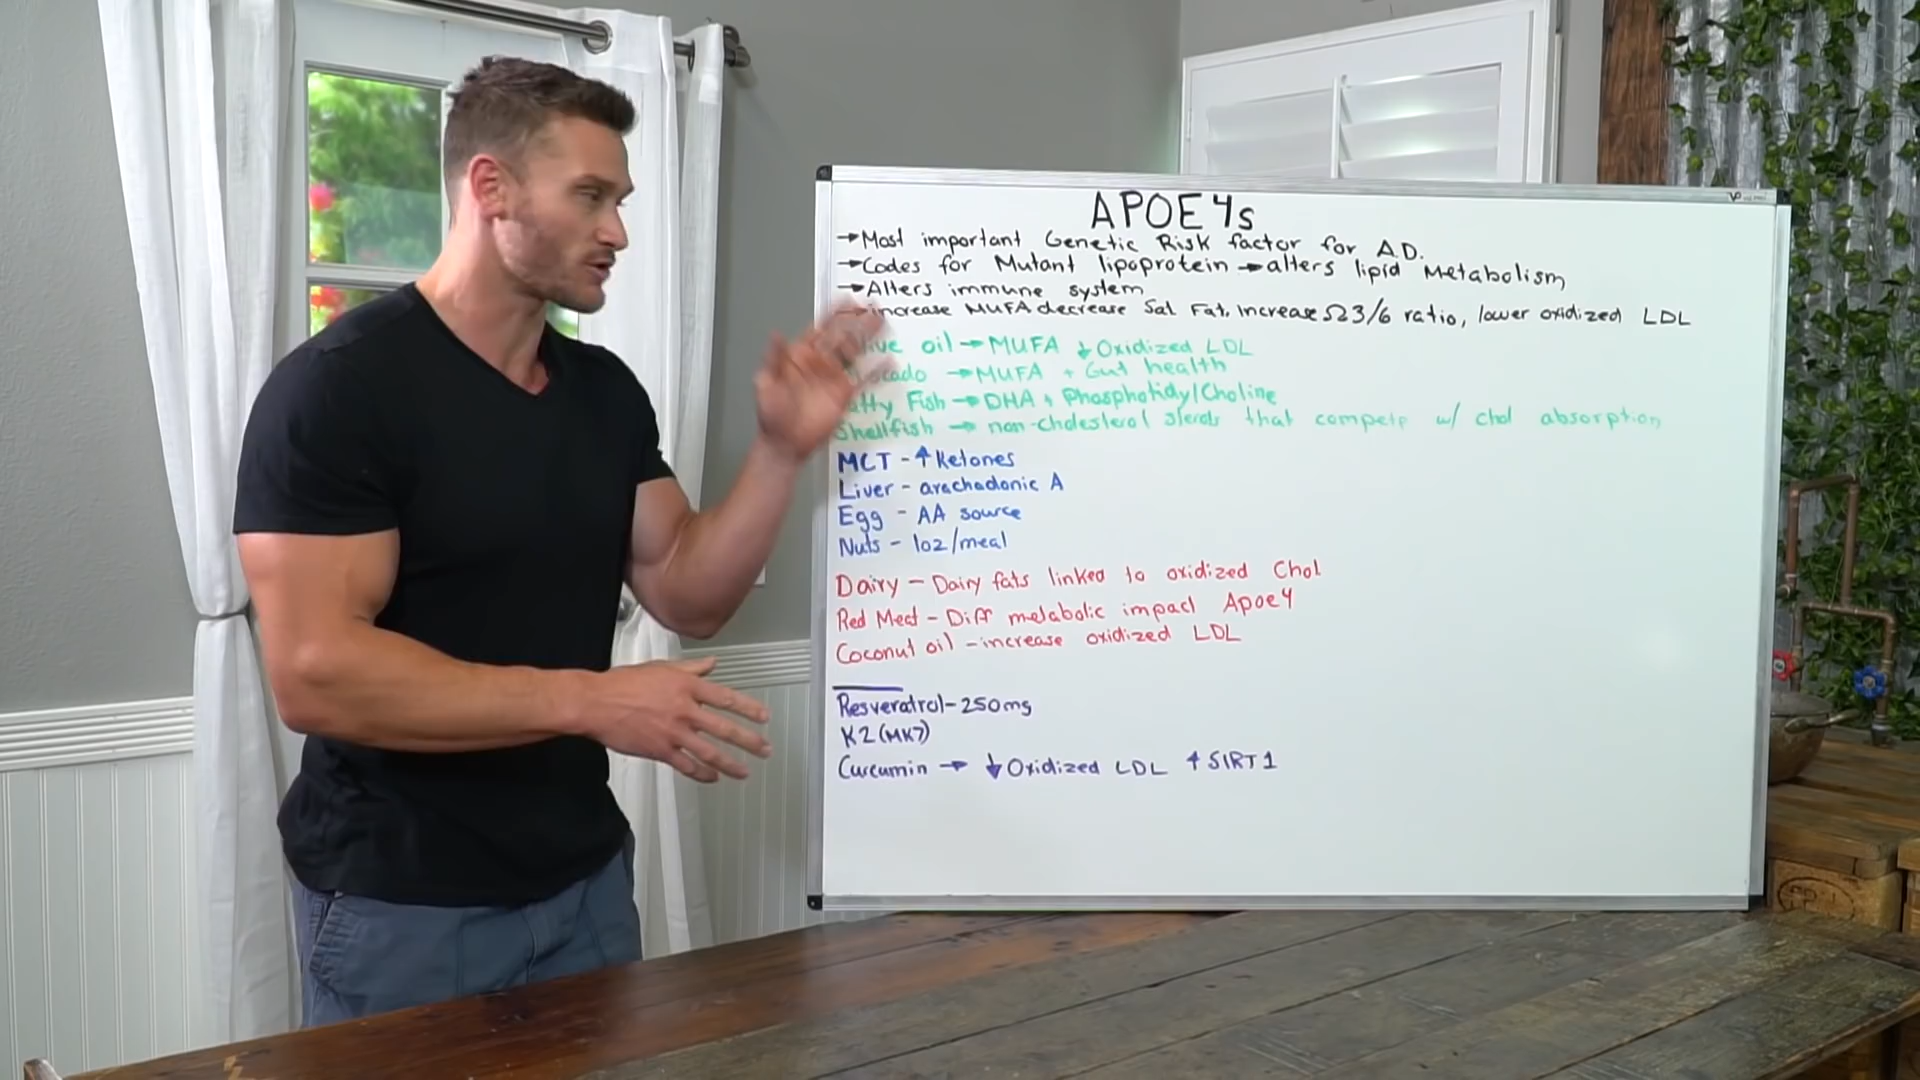 APOE4s
→Most important Genetic Risk factor for A.D.
→Codes for Mutant lipoprotein → alters lipid Metabolism
→Alters immune system
→increase MUFA decrease Sat Fat, Increase Ω3/6 ratio, lower oxidized LDL
oil → MUFA ↓ Oxidized LDL
→MUFA + Gut health
Fish → DHA + Phosphatidyl/Choline
Shellfish → non-cholesterol sterols that compete w/ chol absorption
MCT - ↑ Ketones
Liver - arachadonic A
Egg - AA source
Nuts - 1oz/meal
Dairy - Dairy fats linked to oxidized Chol
Red Meat - Diff metabolic impact Apoe4
Coconut oil - increase oxidized LDL
Resveratrol - 250mg
K2 (MK7)
Curcumin → ↓ Oxidized LDL ↑ SIRT1